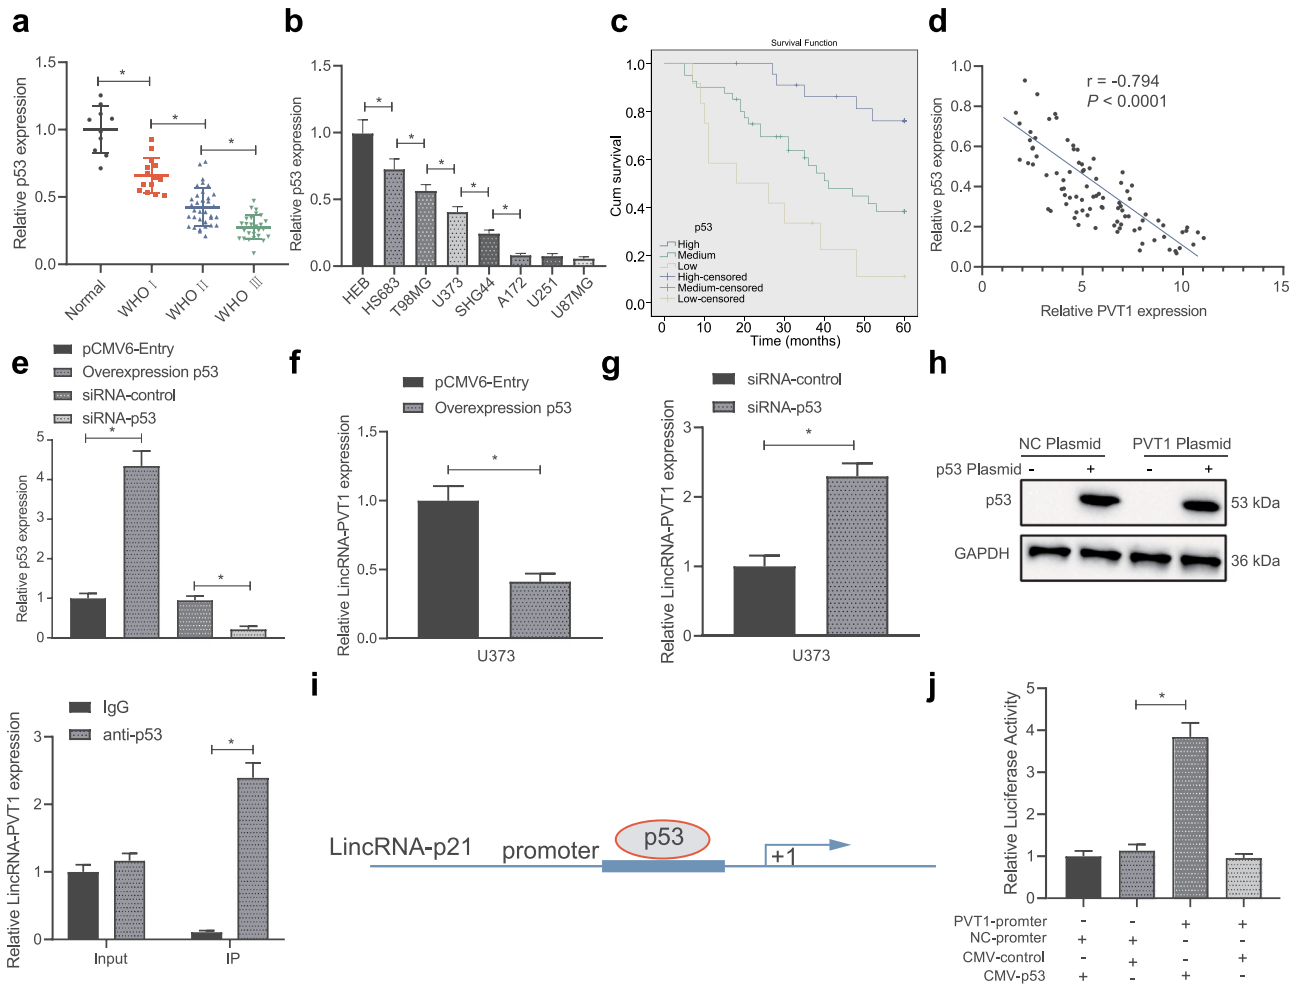 a
Relative p53 expression
1.5
1.0
0.5
0.0
Normal
WHO Ⅰ
WHO Ⅱ
WHO Ⅲ
*
*
*
b
Relative p53 expression
1.5
1.0
0.5
0.0
HEB
HS683
T98MG
U373
SHG44
A172
U251
U87MG
*
*
*
*
*
c
Survival Function
Cum survival
1.0
0.8
0.6
0.4
0.2
0.0
p53
High
Medium
Low
High-censored
Medium-censored
Low-censored
0 10 20 30 40 50 60
Time (months)
d
r = -0.794
P < 0.0001
Relative p53 expression
1.0
0.8
0.6
0.4
0.2
0.0
0 5 10 15
Relative PVT1 expression
e
pCMV6-Entry
Overexpression p53
siRNA-control
siRNA-p53
Relative p53 expression
5
4
3
2
1
0
*
*
f
pCMV6-Entry
Overexpression p53
Relative LincRNA-PVT1 expression
1.5
1.0
0.5
0.0
*
U373
g
siRNA-control
siRNA-p53
Relative LincRNA-PVT1 expression
3
2
1
0
*
U373
h
NC Plasmid PVT1 Plasmid
p53 Plasmid - + - +
p53 53 kDa
GAPDH 36 kDa
IgG
anti-p53
Relative LincRNA-PVT1 expression
3
2
1
0
*
Input IP
i
LincRNA-p21 promoter p53 +1
j
Relative Luciferase Activity
5
4
3
2
1
0
*
PVT1-promter - - + +
NC-promter + + - -
CMV-control - + - +
CMV-p53 + - + -